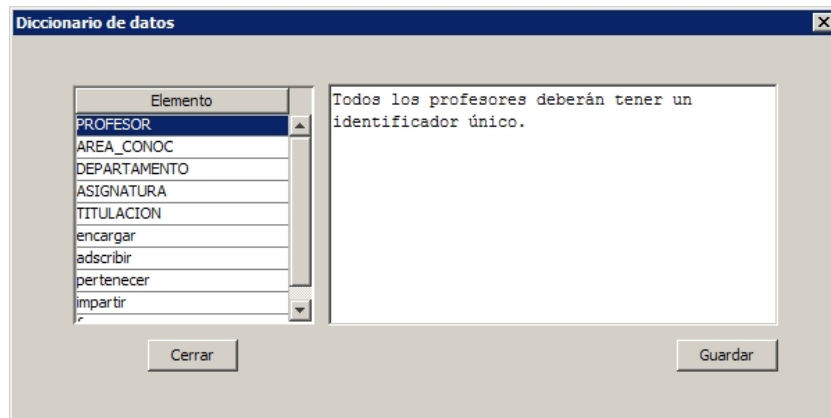 Diccionario de datos
Elemento
PROFESOR
AREA_CONOC
DEPARTAMENTO
ASIGNATURA
TITULACION
encargar
adscribir
pertenecer
impartir
Todos los profesores deberán tener un
identificador único.
Cerrar
Guardar